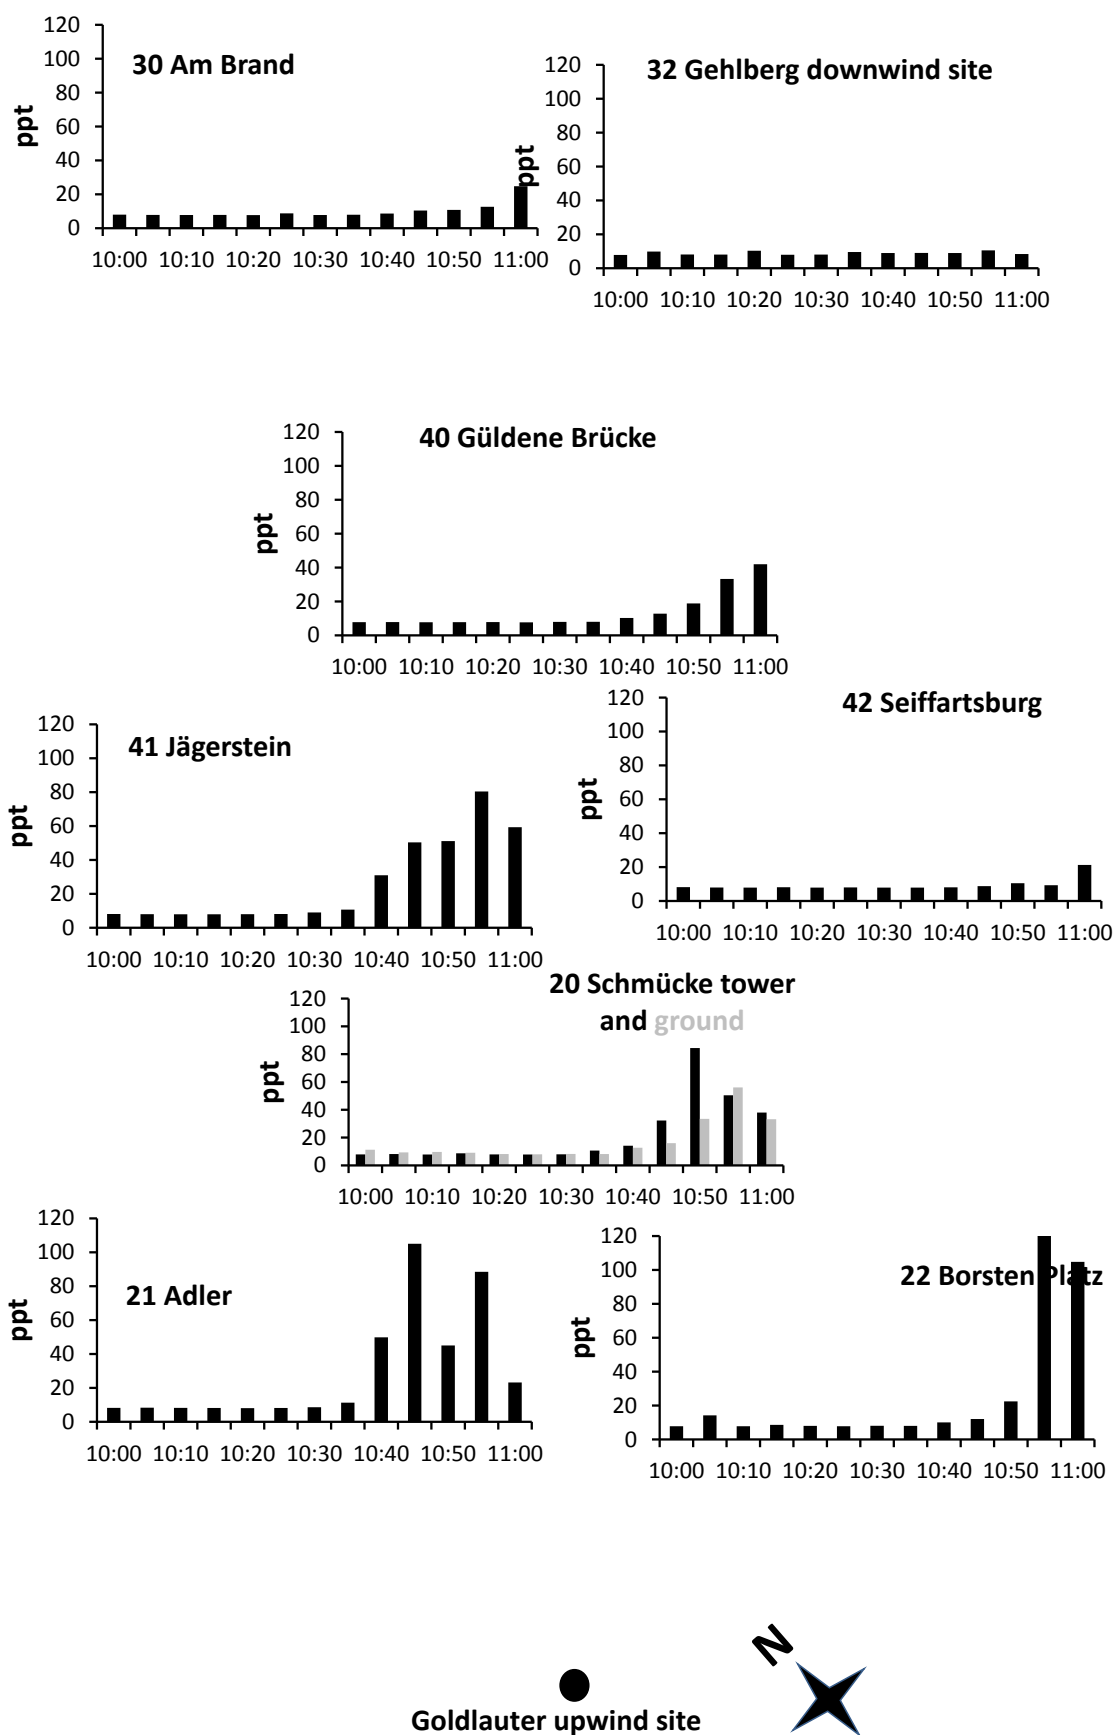 30 Am Brand
ppt
120
100
80
60
40
20
0
10:00 10:10 10:20 10:30 10:40 10:50 11:00
32 Gehlberg downwind site
ppt
120
100
80
60
40
20
0
10:00 10:10 10:20 10:30 10:40 10:50 11:00
40 Güldene Brücke
ppt
120
100
80
60
40
20
0
10:00 10:10 10:20 10:30 10:40 10:50 11:00
41 Jägerstein
ppt
120
100
80
60
40
20
0
10:00 10:10 10:20 10:30 10:40 10:50 11:00
42 Seiffartsburg
ppt
120
100
80
60
40
20
0
10:00 10:10 10:20 10:30 10:40 10:50 11:00
20 Schmücke tower
and ground
ppt
120
100
80
60
40
20
0
10:00 10:10 10:20 10:30 10:40 10:50 11:00
21 Adler
ppt
120
100
80
60
40
20
0
10:00 10:10 10:20 10:30 10:40 10:50 11:00
22 Borsten Platz
ppt
120
100
80
60
40
20
0
10:00 10:10 10:20 10:30 10:40 10:50 11:00
N
Goldlauter upwind site